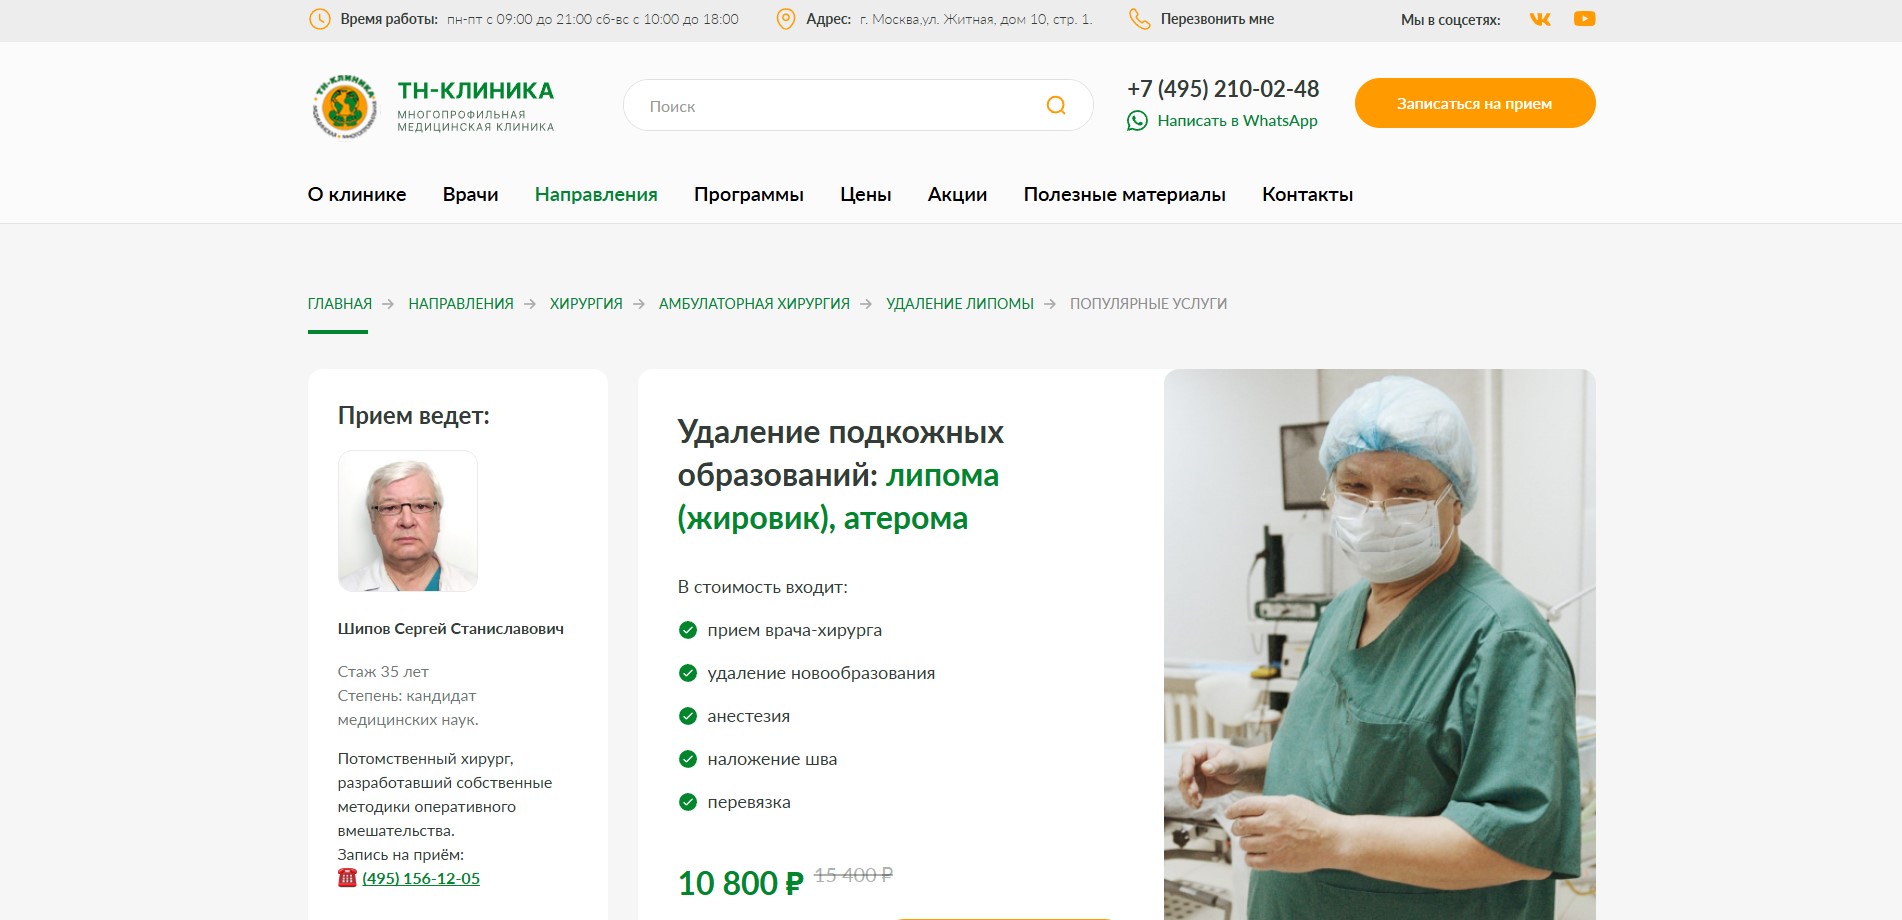 Время работы: пн-пт с 09:00 до 21:00 сб-вс с 10:00 до 18:00
Адрес: г. Москва,ул. Житная, дом 10, стр. 1.
Перезвонить мне
Мы в соцсетях:
ТН-КЛИНИКА
МНОГОПРОФИЛЬНАЯ
МЕДИЦИНСКАЯ КЛИНИКА
Поиск
+7 (495) 210-02-48
Написать в WhatsApp
Записаться на прием
О клинике Врачи Направления Программы Цены Акции Полезные материалы Контакты
ГЛАВНАЯ → НАПРАВЛЕНИЯ → ХИРУРГИЯ → АМБУЛАТОРНАЯ ХИРУРГИЯ → УДАЛЕНИЕ ЛИПОМЫ → ПОПУЛЯРНЫЕ УСЛУГИ
Прием ведет:
Шипов Сергей Станиславович
Стаж 35 лет
Степень: кандидат
медицинских наук.
Потомственный хирург,
разработавший собственные
методики оперативного
вмешательства.
Запись на приём:
☎️ (495) 156-12-05
Удаление подкожных
образований: липома
(жировик), атерома
В стоимость входит:
прием врача-хирурга
удаление новообразования
анестезия
наложение шва
перевязка
10 800 ₽ 15 400 ₽